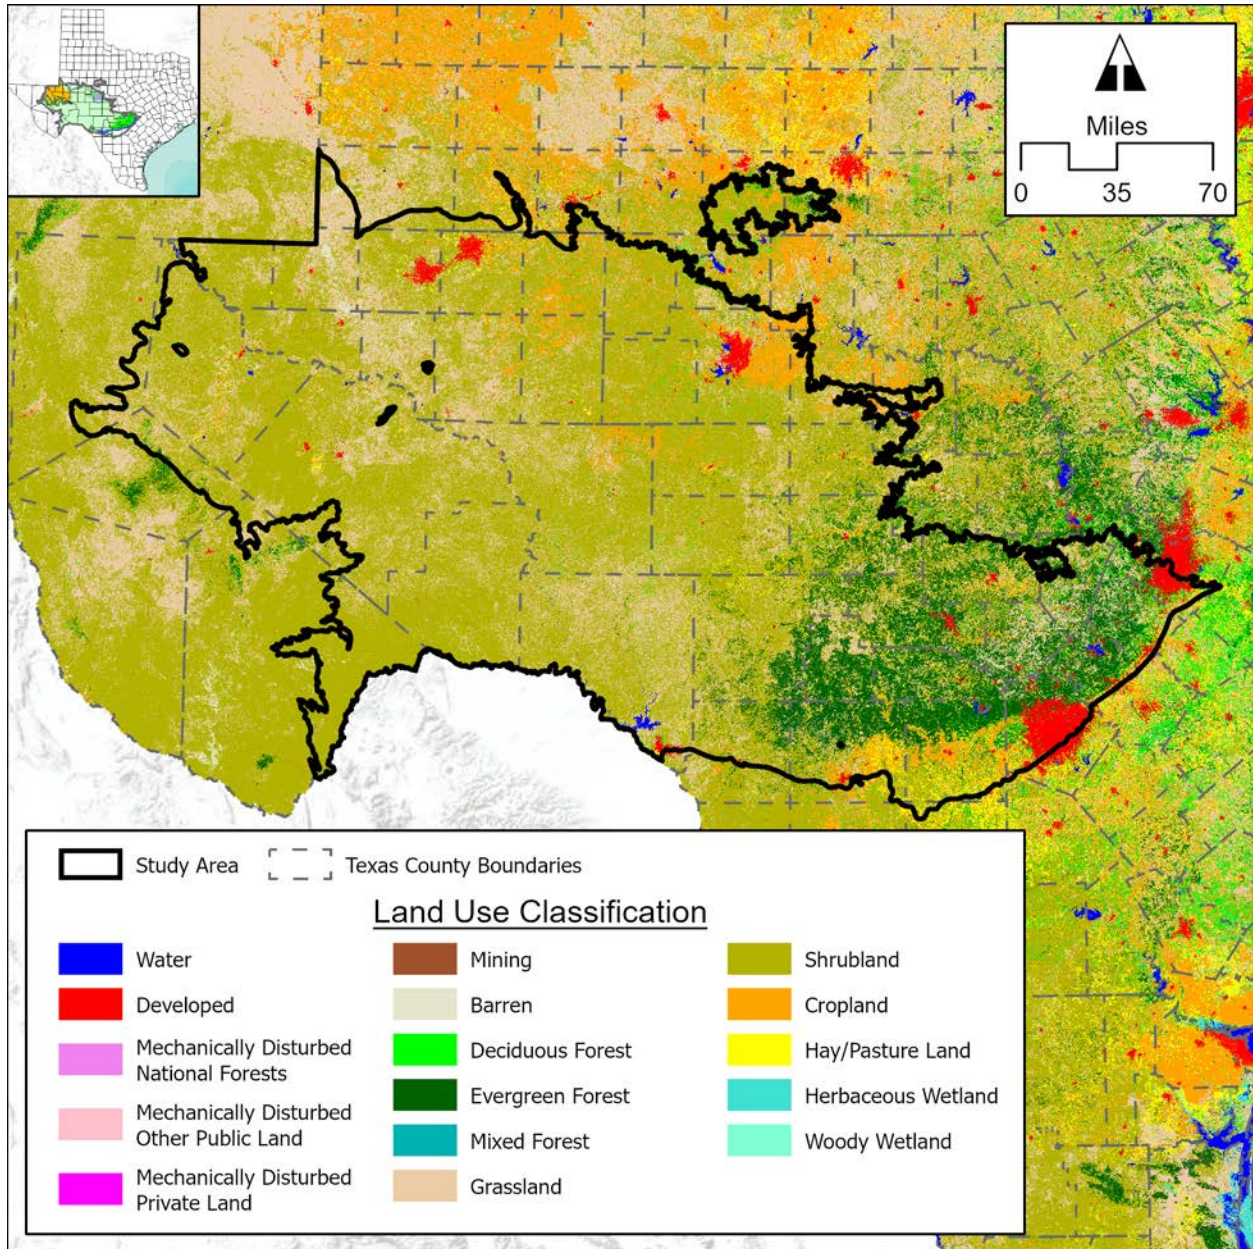 Miles
0 35 70
Study Area
Texas County Boundaries
Land Use Classification
Water
Developed
Mechanically Disturbed
National Forests
Mechanically Disturbed
Other Public Land
Mechanically Disturbed
Private Land
Mining
Barren
Deciduous Forest
Evergreen Forest
Mixed Forest
Grassland
Shrubland
Cropland
Hay/Pasture Land
Herbaceous Wetland
Woody Wetland